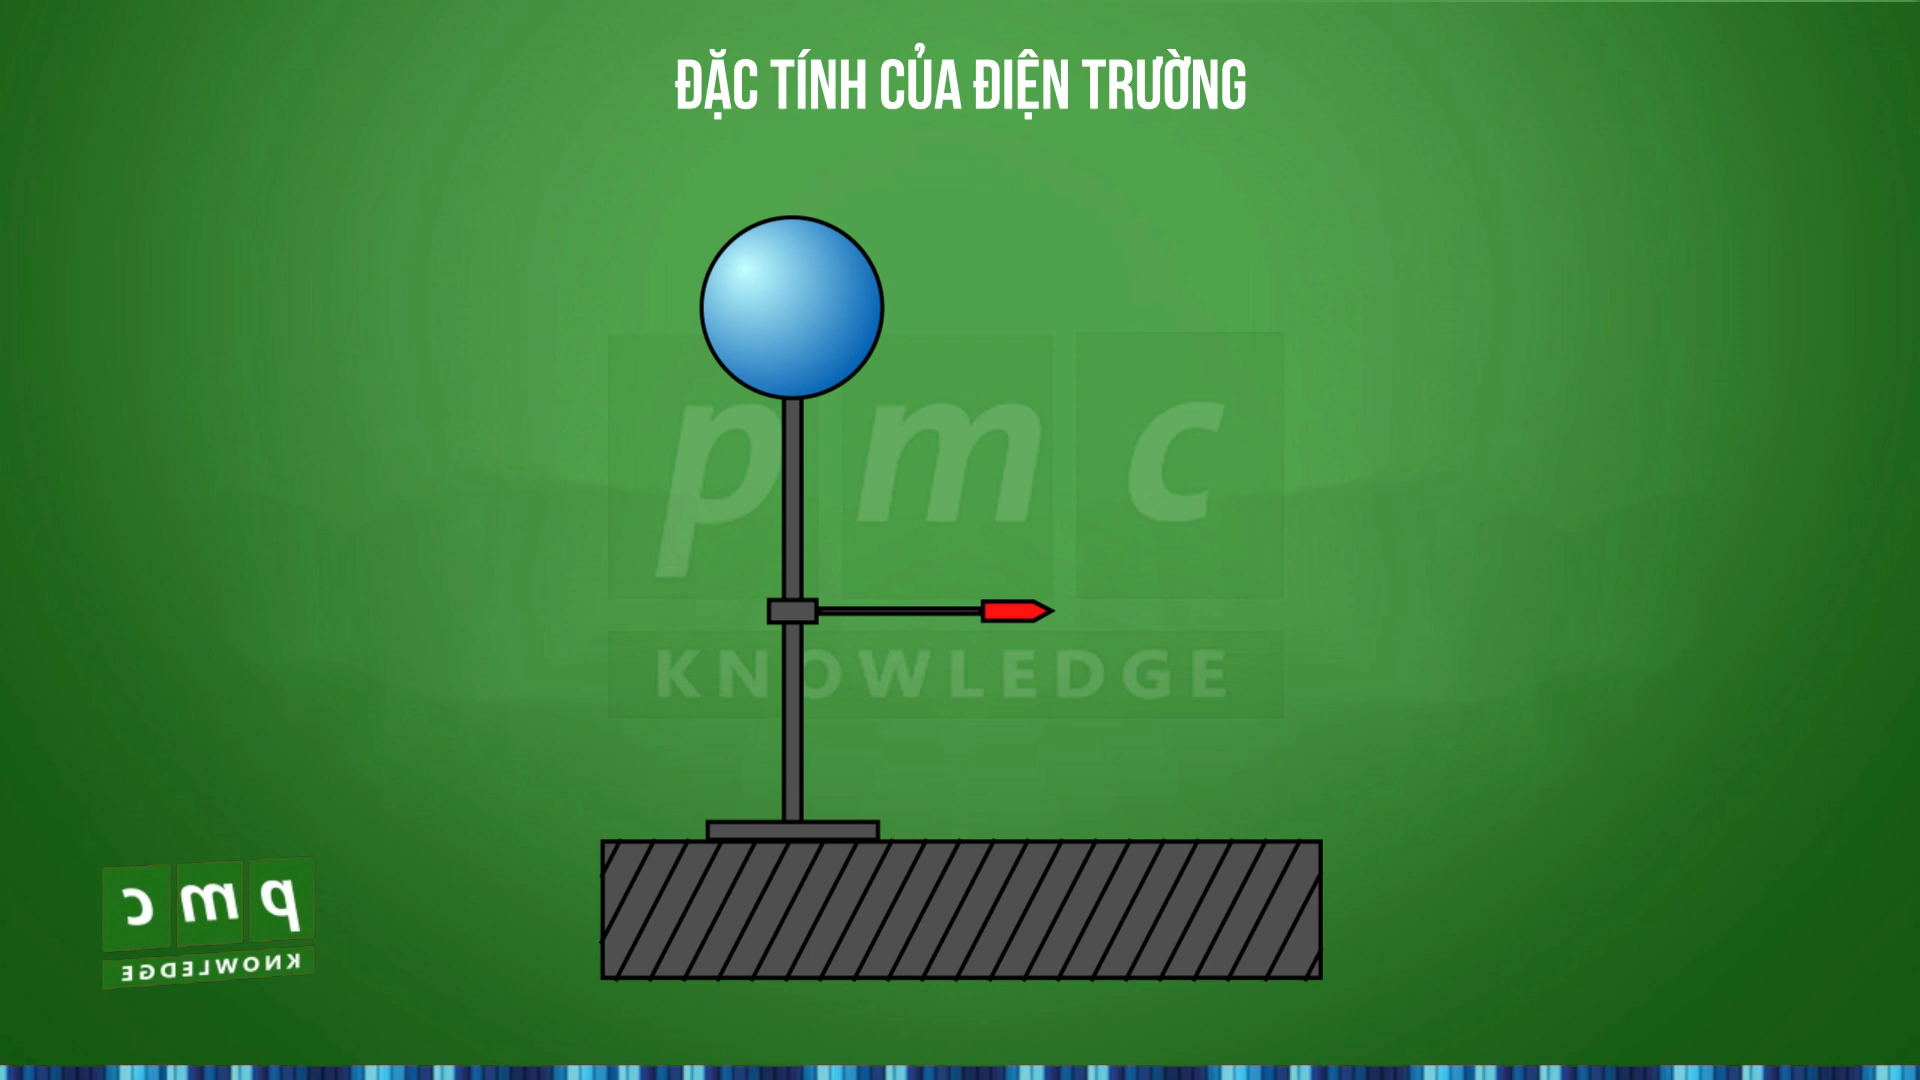 ĐẶC TÍNH CỦA ĐIỆN TRƯỜNG
pmc
KNOWLEDGE
pmc
KNOWLEDGE